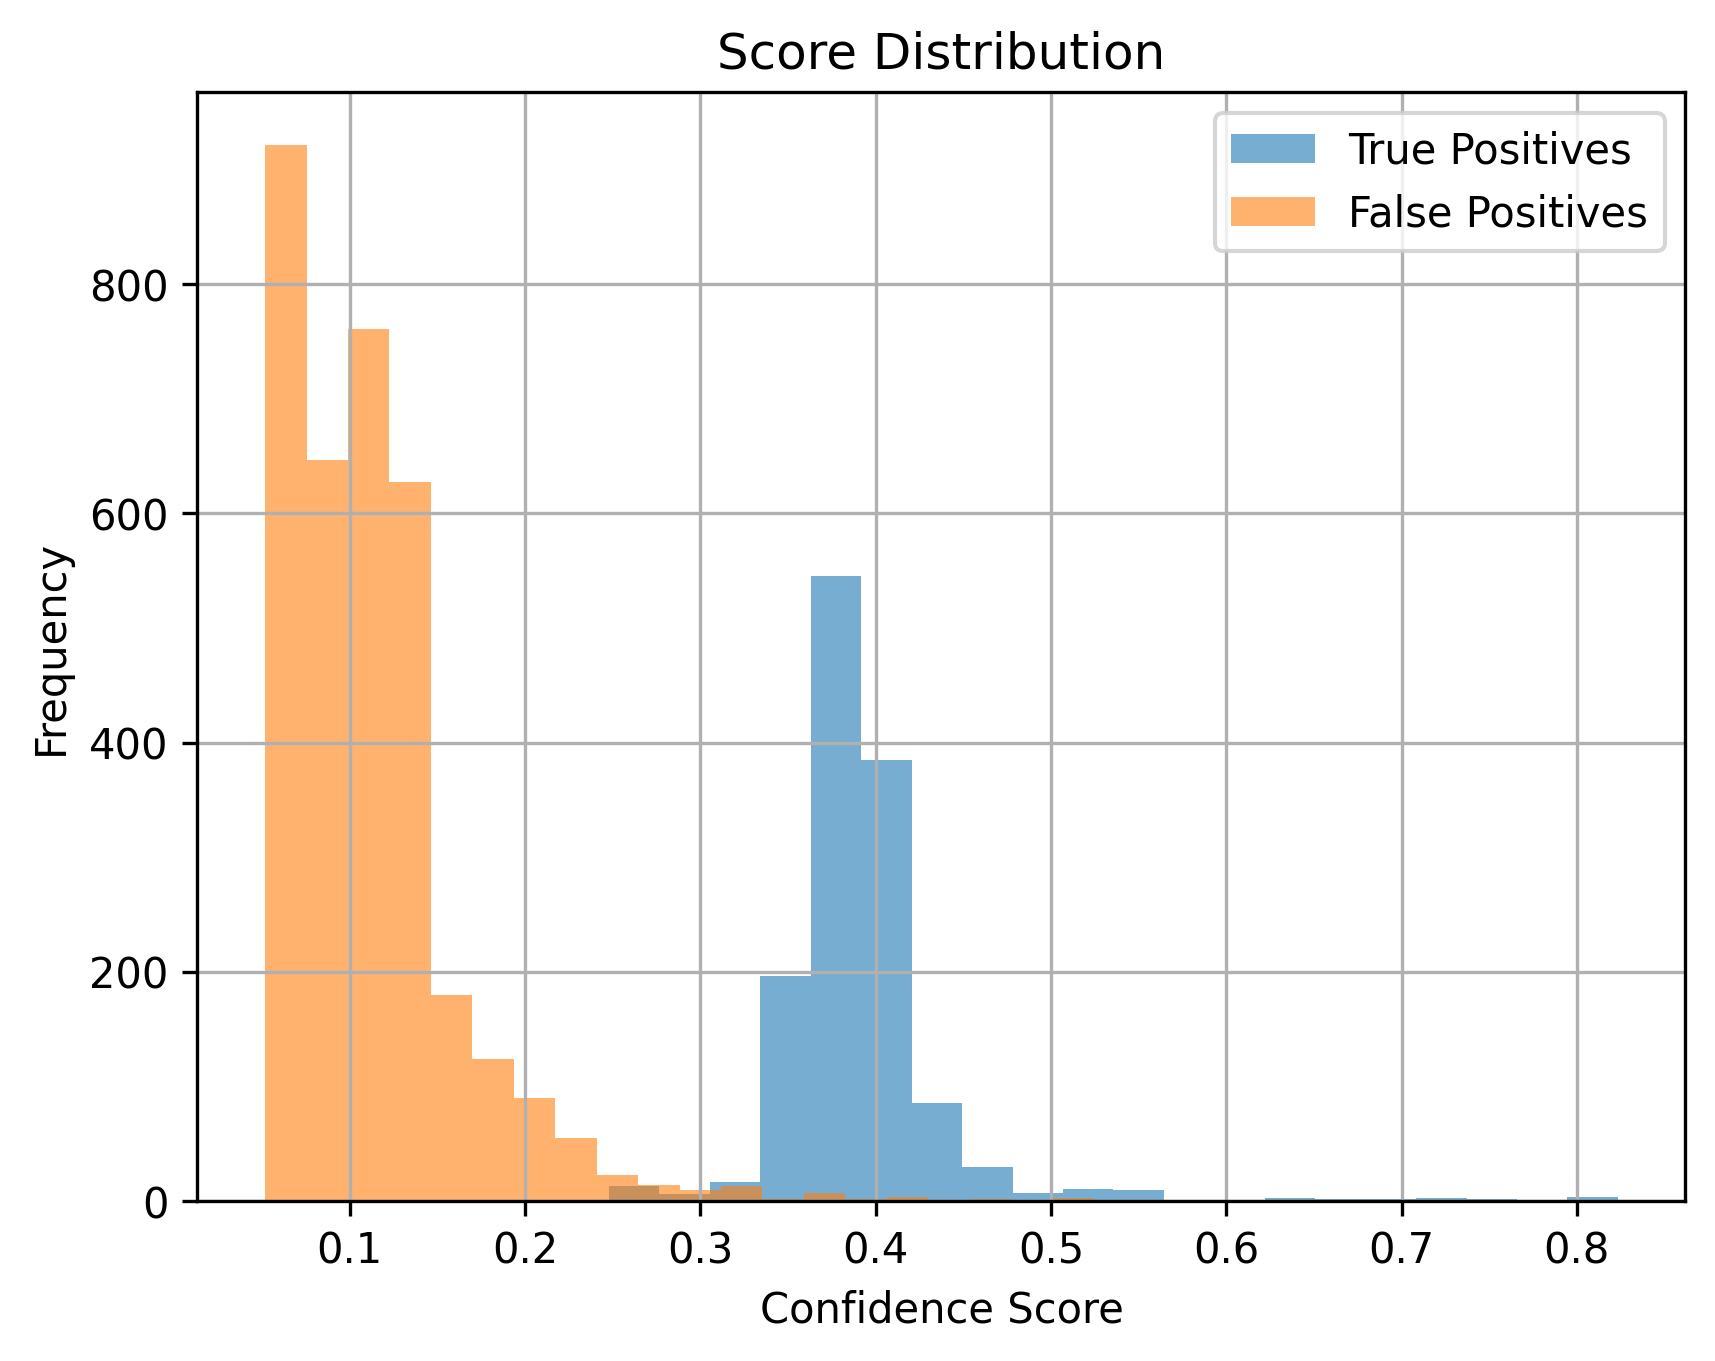 Score Distribution
True Positives
False Positives
Frequency
800
600
400
200
0
0.1 0.2 0.3 0.4 0.5 0.6 0.7 0.8
Confidence Score